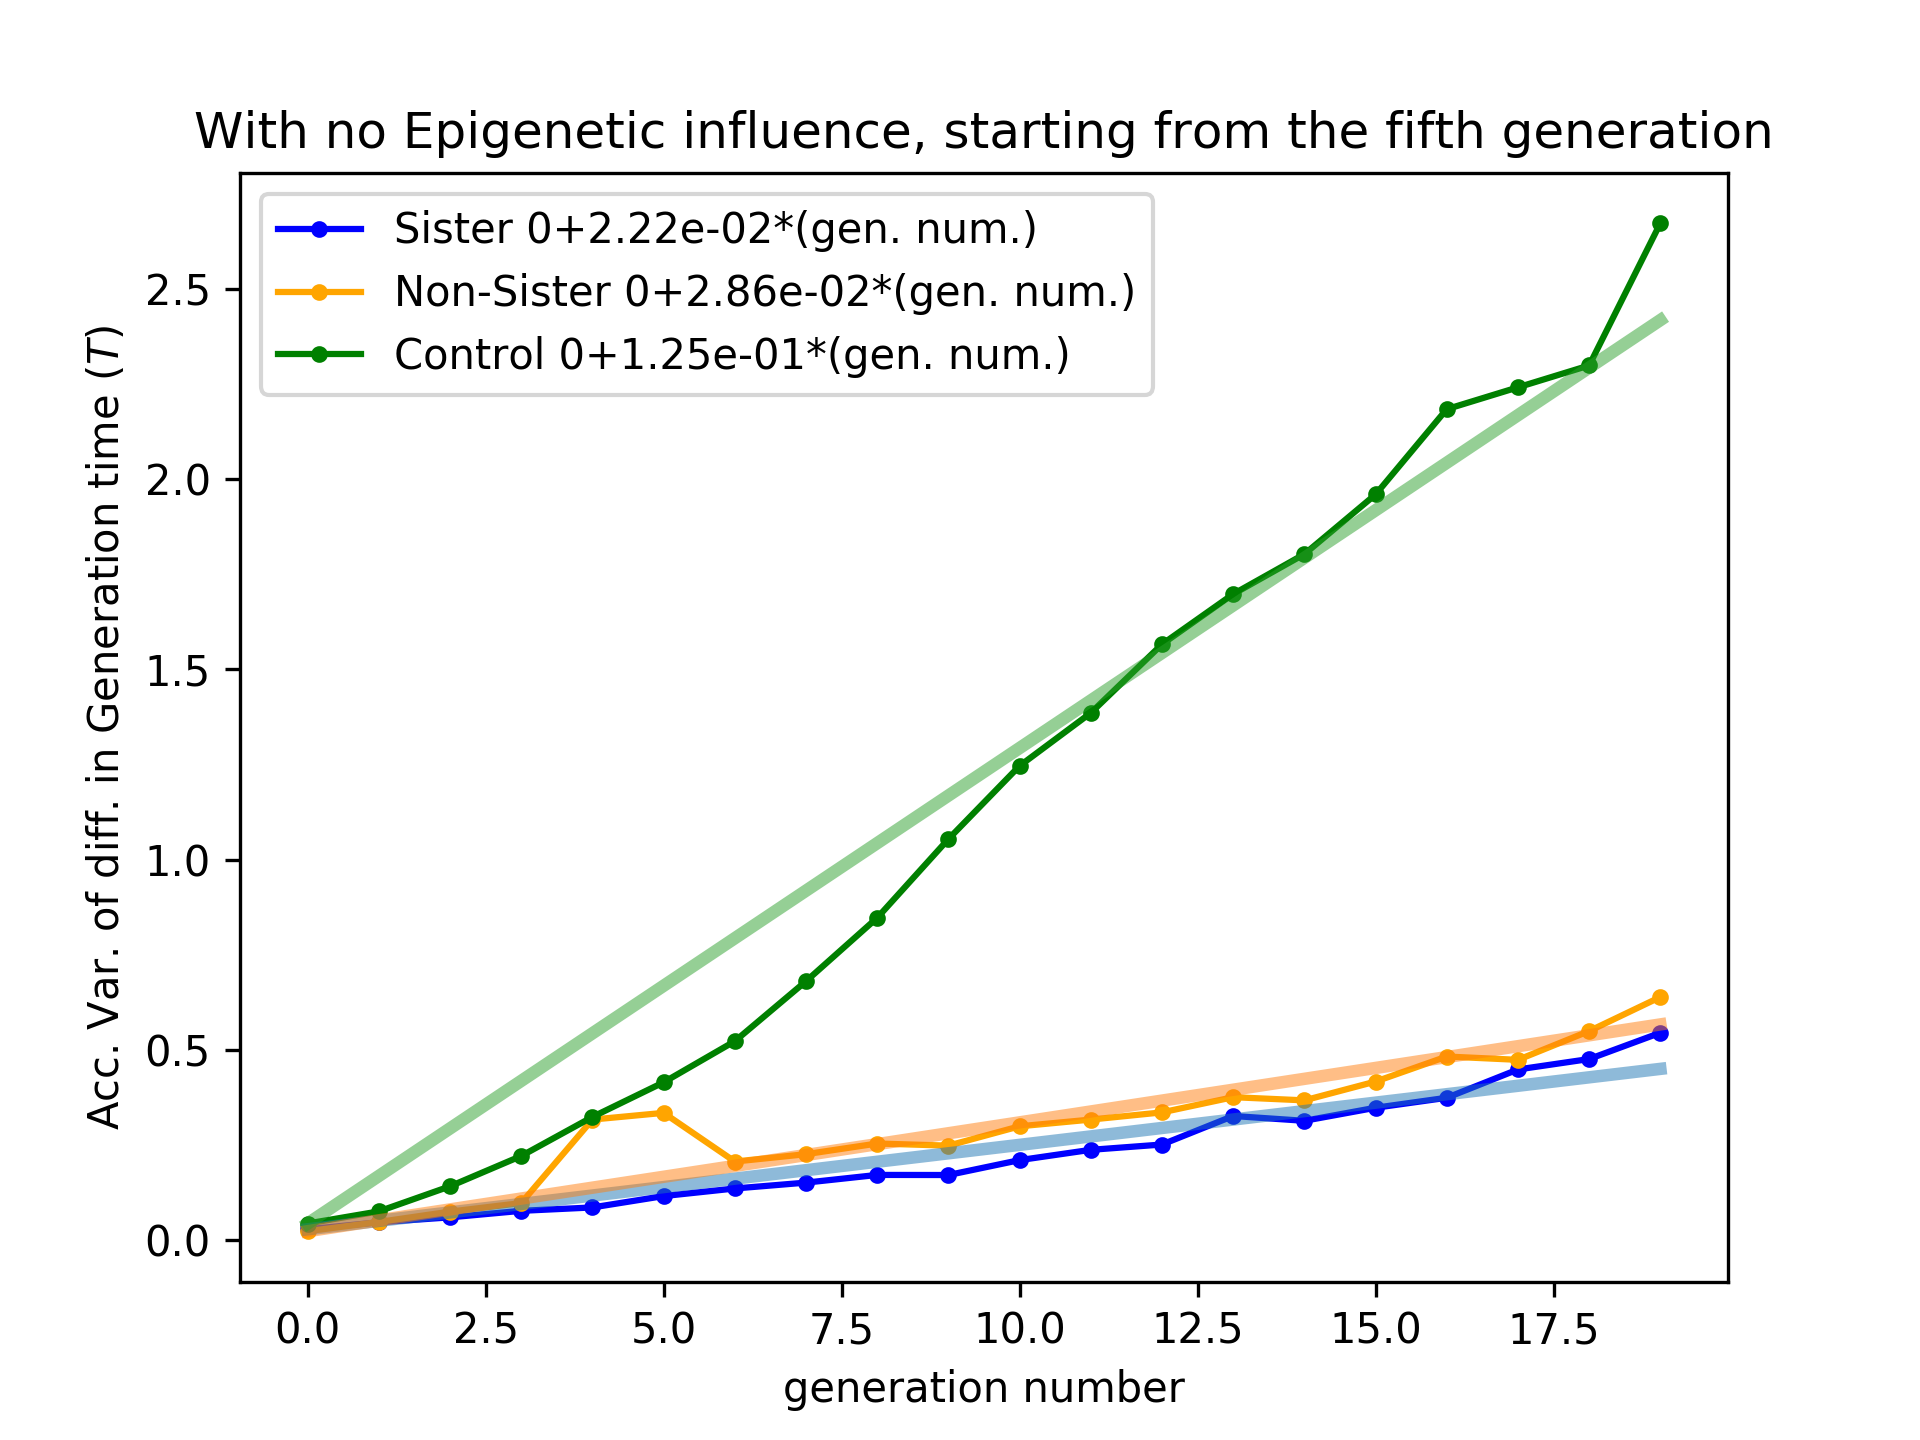 With no Epigenetic influence, starting from the fifth generation
Sister 0+2.22e-02*(gen. num.)
Non-Sister 0+2.86e-02*(gen. num.)
Control 0+1.25e-01*(gen. num.)
Acc. Var. of diff. in Generation time (T)
2.5
2.0
1.5
1.0
0.5
0.0
0.0 2.5 5.0 7.5 10.0 12.5 15.0 17.5
generation number